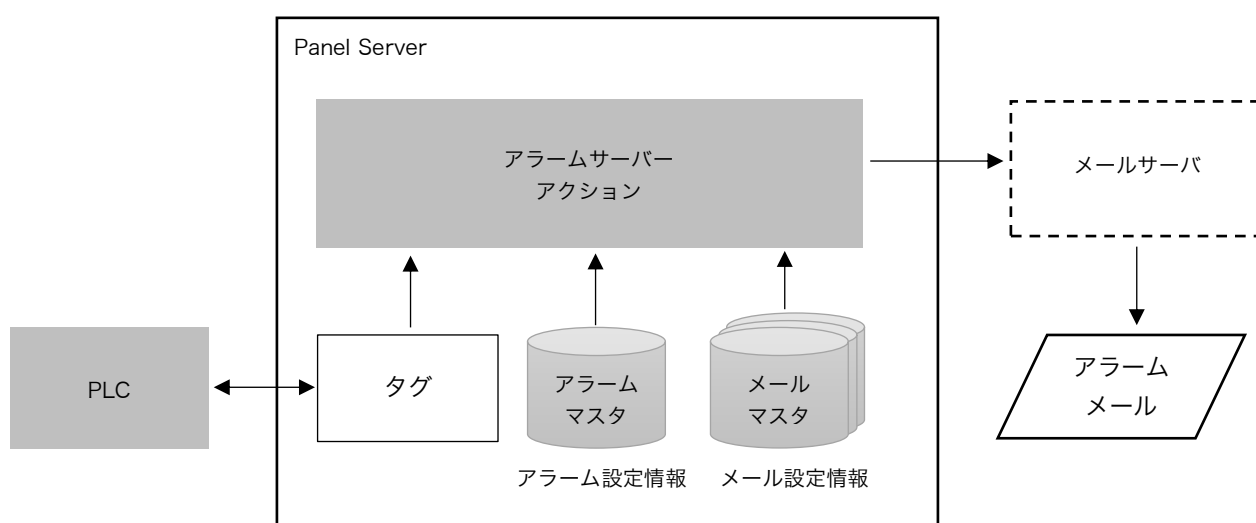 Panel Server
アラームサーバー
アクション
メールサーバ
PLC
タグ
アラーム
マスタ
メール
マスタ
アラーム
メール
アラーム設定情報
メール設定情報